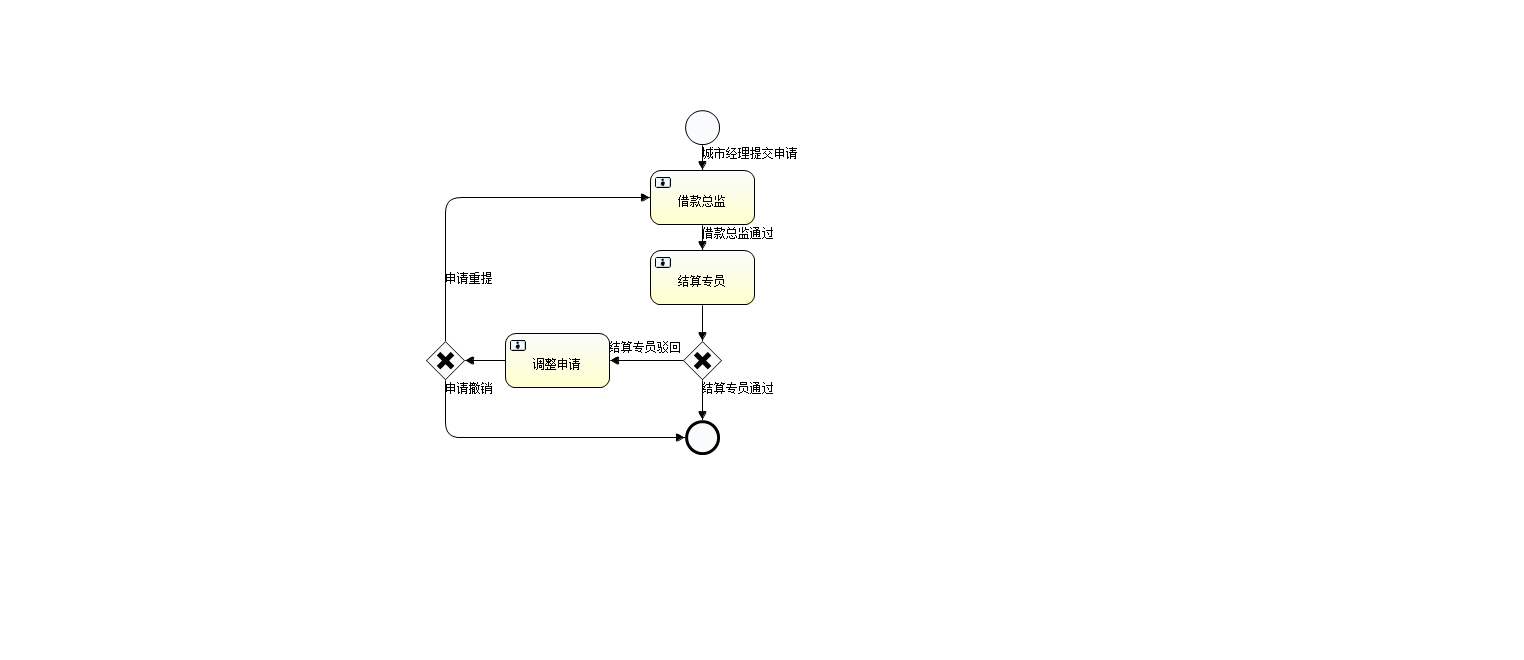 城市经理提交申请
借款总监
借款总监通过
结算专员
申请重提
结算专员驳回
调整申请
申请撤销
结算专员通过